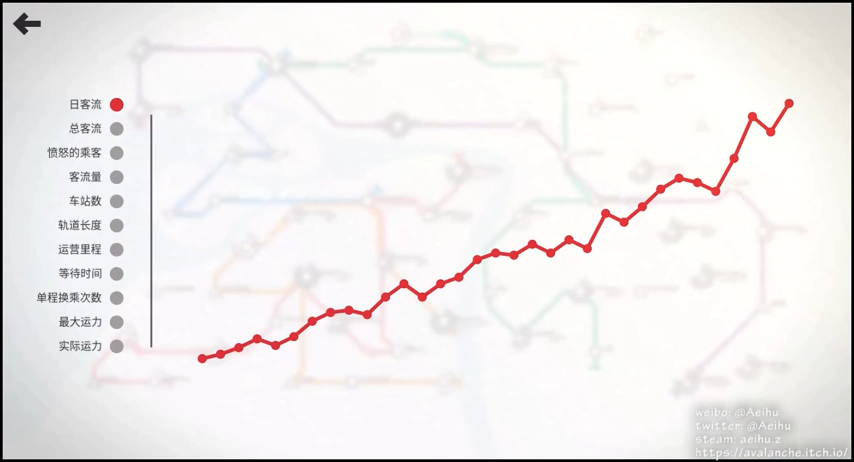 日客流
总客流
愤怒的乘客
客流量
车站数
轨道长度
运营里程
等待时间
单程换乘次数
最大运力
实际运力
weibo: @Aeihu
twitter: @Aeihu
steam: aeihu.z
https://avalanche.itch.io/